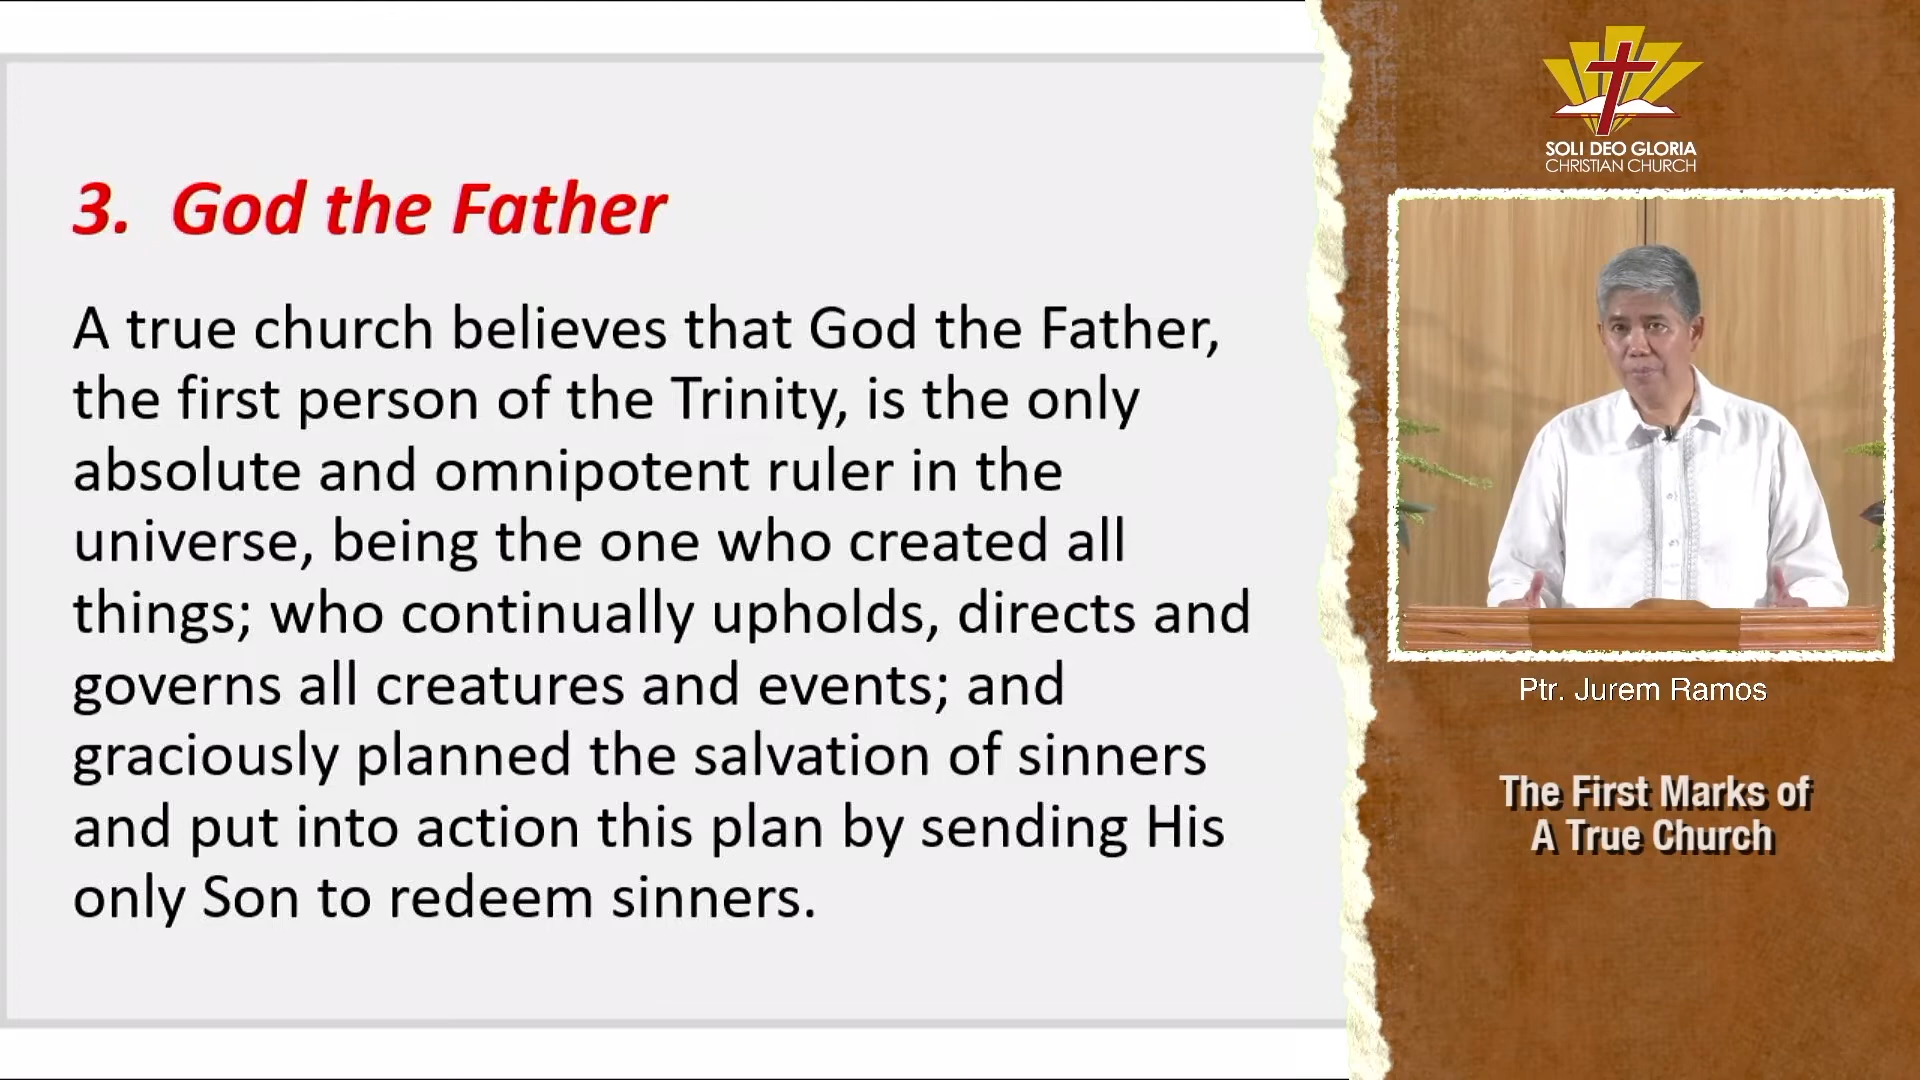 3. God the Father
A true church believes that God the Father,
the first person of the Trinity, is the only
absolute and omnipotent ruler in the
universe, being the one who created all
things; who continually upholds, directs and
governs all creatures and events; and
graciously planned the salvation of sinners
and put into action this plan by sending His
only Son to redeem sinners.
SOLI DEO GLORIA
CHRISTIAN CHURCH
Ptr. Jurem Ramos
The First Marks of
A True Church